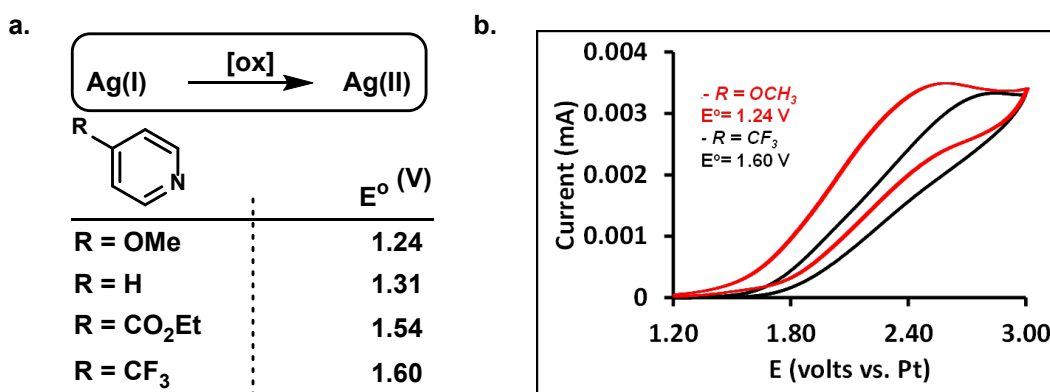 a.
Ag(I) [ox] Ag(II)
R
N
E° (V)
R = OMe 1.24
R = H 1.31
R = CO₂Et 1.54
R = CF₃ 1.60
b.
0.004
0.003
0.002
0.001
0
Current (mA)
- R = OCH₃
E°= 1.24 V
- R = CF₃
E°= 1.60 V
1.20 1.80 2.40 3.00
E (volts vs. Pt)